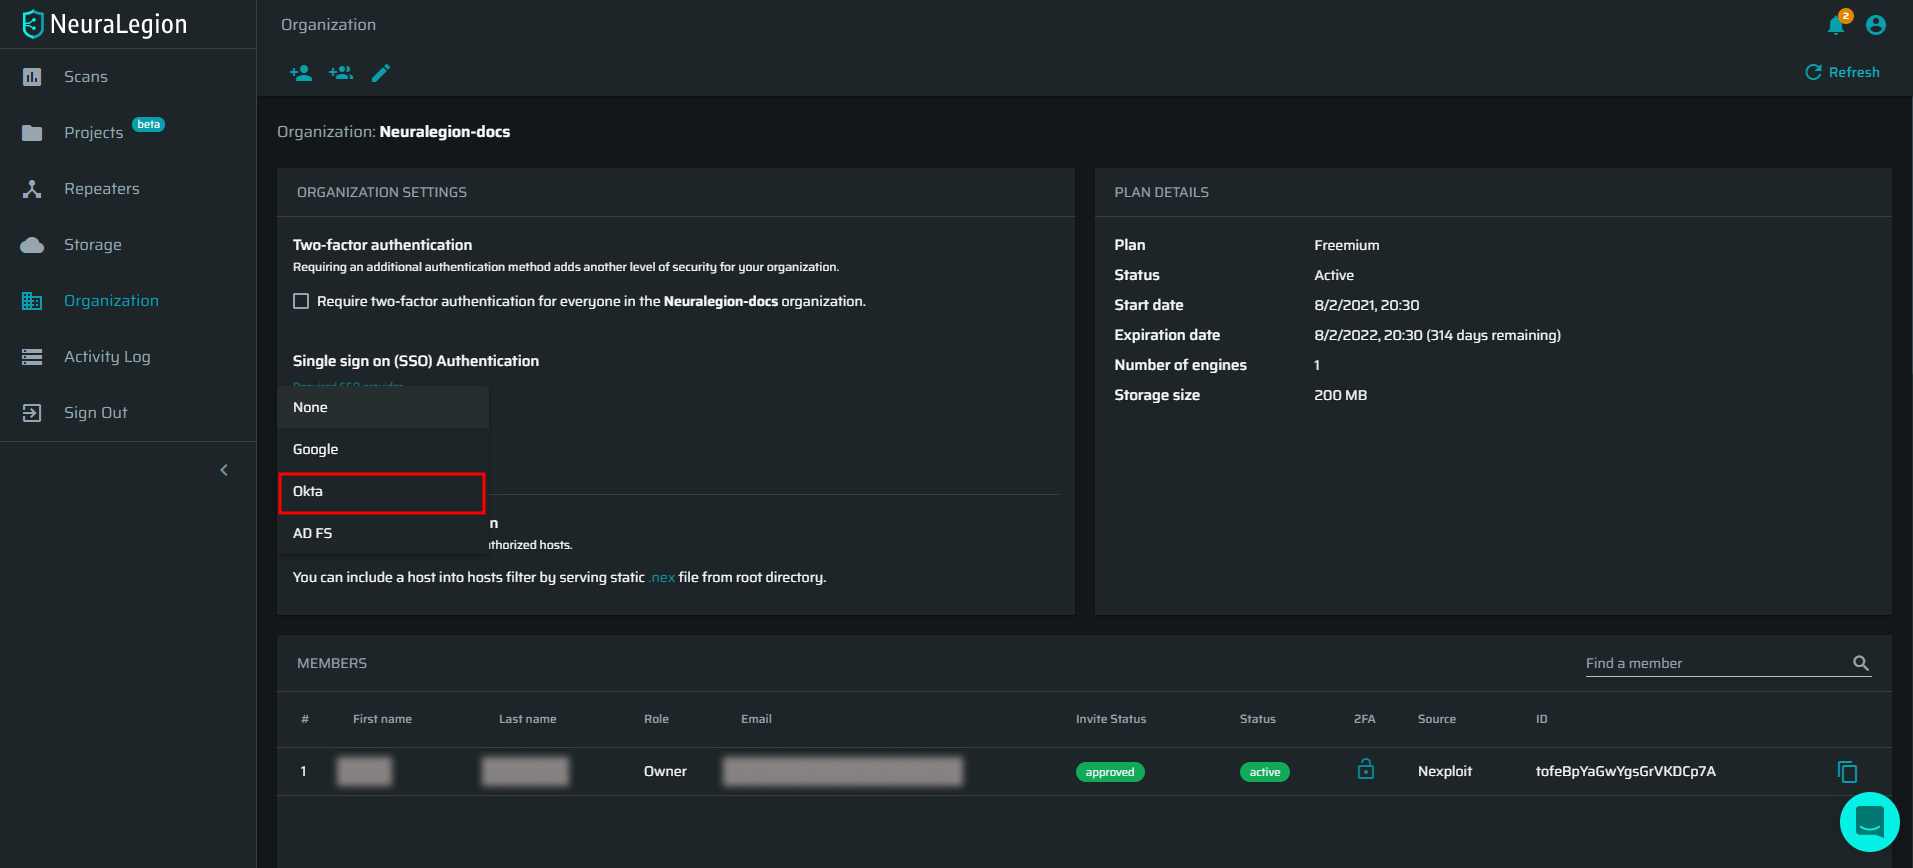 NeuraLegion
Scans
Projects beta
Repeaters
Storage
Organization
Activity Log
Sign Out
Organization
2
Refresh
Organization: Neuralegion-docs
ORGANIZATION SETTINGS
Two-factor authentication
Requiring an additional authentication method adds another level of security for your organization.
Require two-factor authentication for everyone in the Neuralegion-docs organization.
Single sign on (SSO) Authentication
Required SSO provider
None
Google
Okta
AD FS
n
thorized hosts.
You can include a host into hosts filter by serving static .nex file from root directory.
PLAN DETAILS
Plan Freemium
Status Active
Start date 8/2/2021, 20:30
Expiration date 8/2/2022, 20:30 (314 days remaining)
Number of engines 1
Storage size 200 MB
MEMBERS
Find a member
# First name Last name Role Email Invite Status Status 2FA Source ID
1 Owner approved active Nexploit tofeBpYaGwYgsGrVKDCp7A